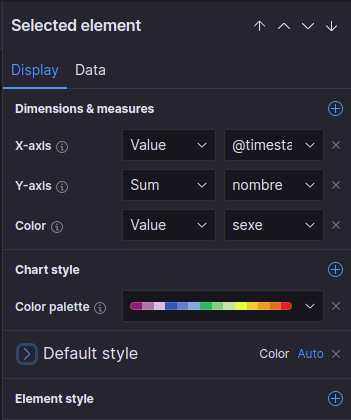 Selected element
Display Data
Dimensions & measures
X-axis Value @timesta
Y-axis Sum nombre
Color Value sexe
Chart style
Color palette
Default style Color Auto
Element style